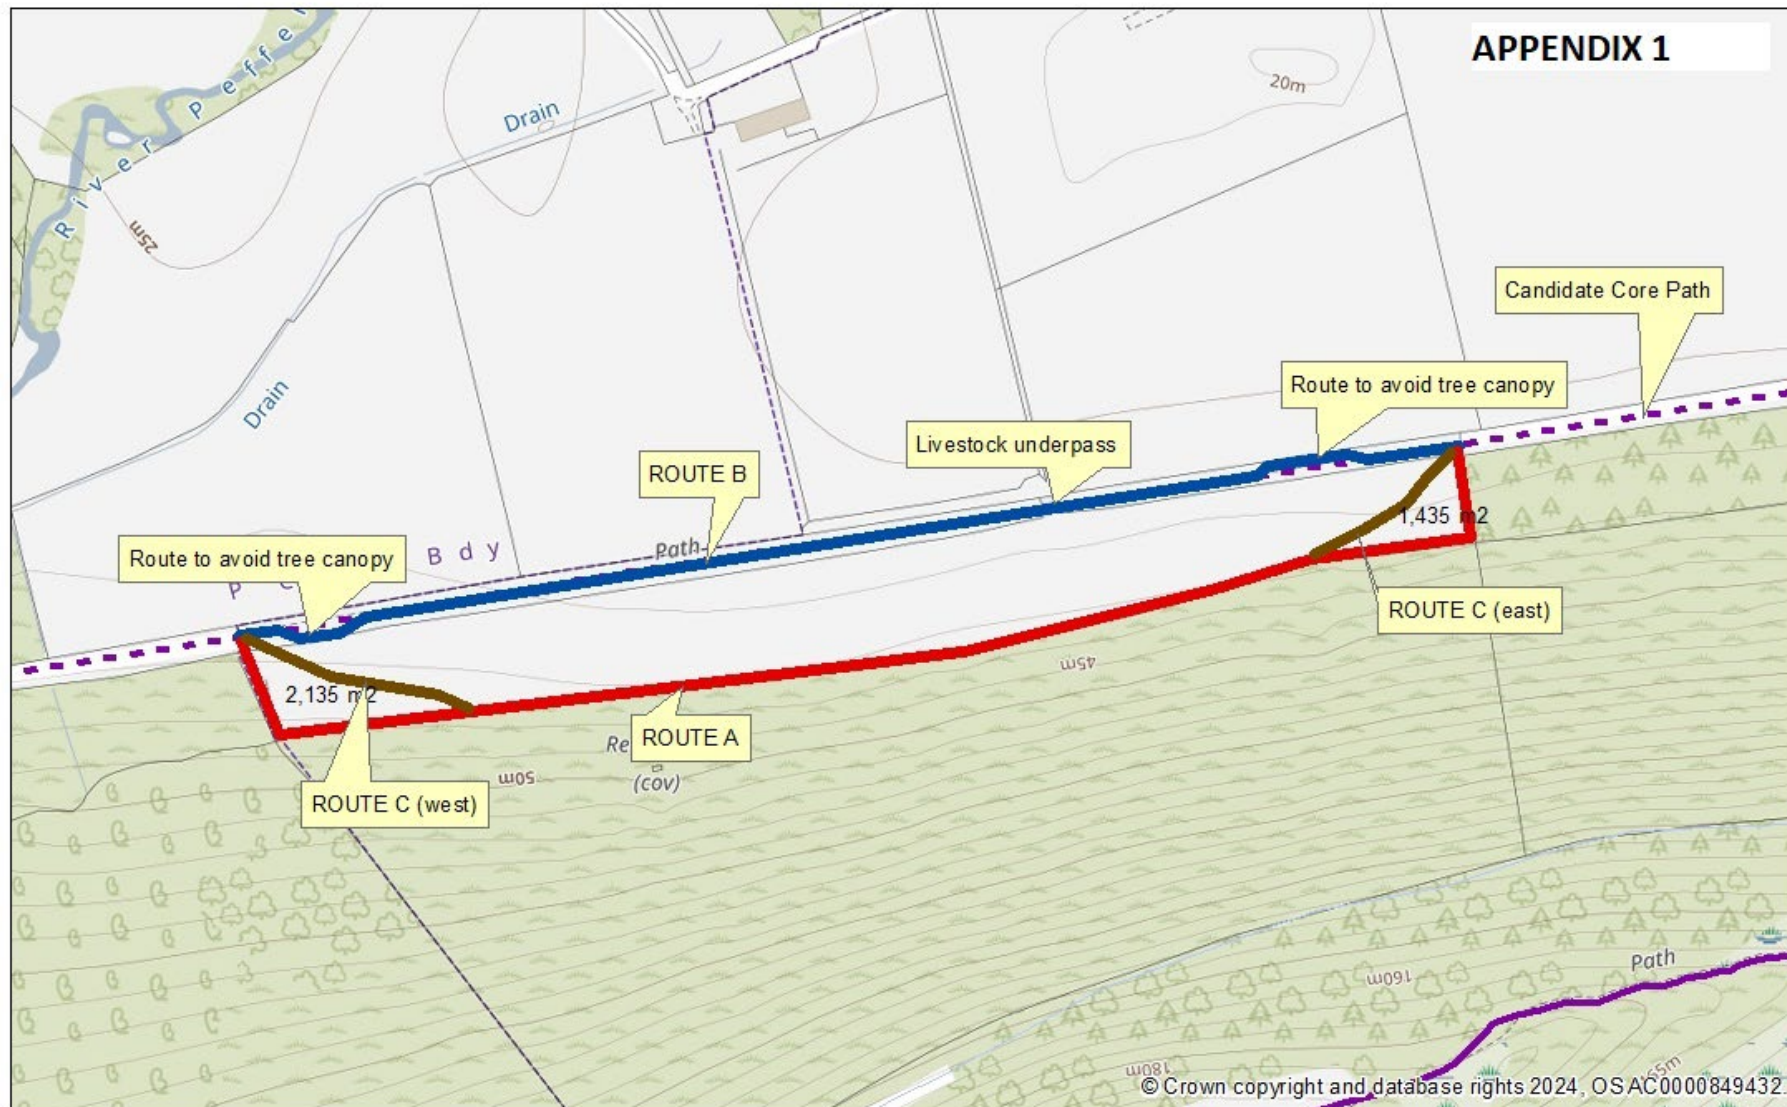 APPENDIX 1
River Peffe
Drain
20m
25m
Candidate Core Path
Drain
Route to avoid tree canopy
Livestock underpass
ROUTE B
Path
Bdy
Route to avoid tree canopy
1,435 m2
ROUTE C (east)
45m
2,135 m2
ROUTE A
50m
(cov)
ROUTE C (west)
Path
160m
180m
© Crown copyright and database rights 2024, OS AC0000849432